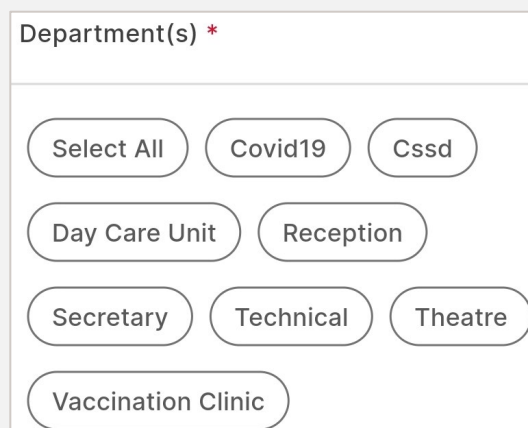 Department(s) *
Select All Covid19 Cssd
Day Care Unit Reception
Secretary Technical Theatre
Vaccination Clinic